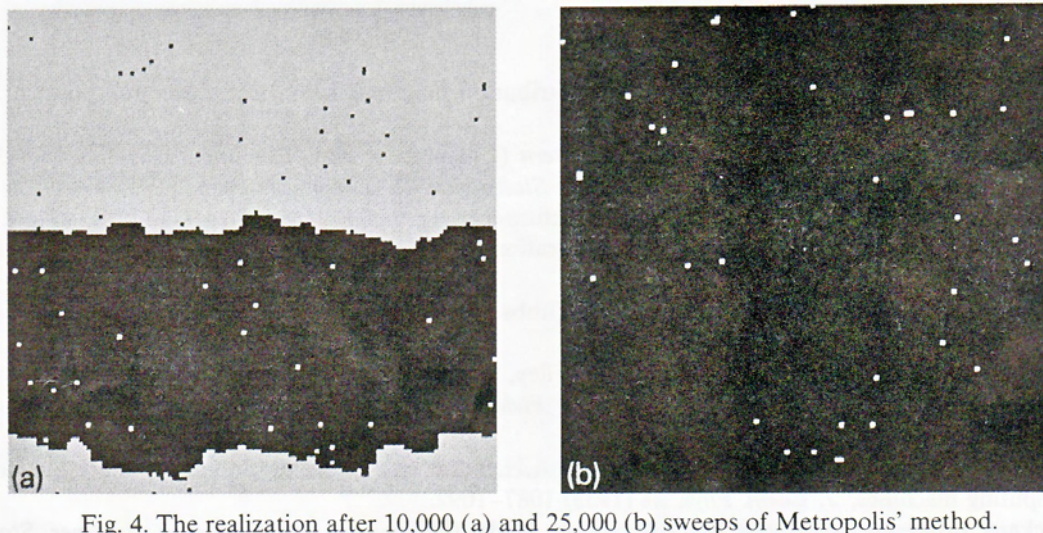 (a)
(b)
Fig. 4. The realization after 10,000 (a) and 25,000 (b) sweeps of Metropolis' method.